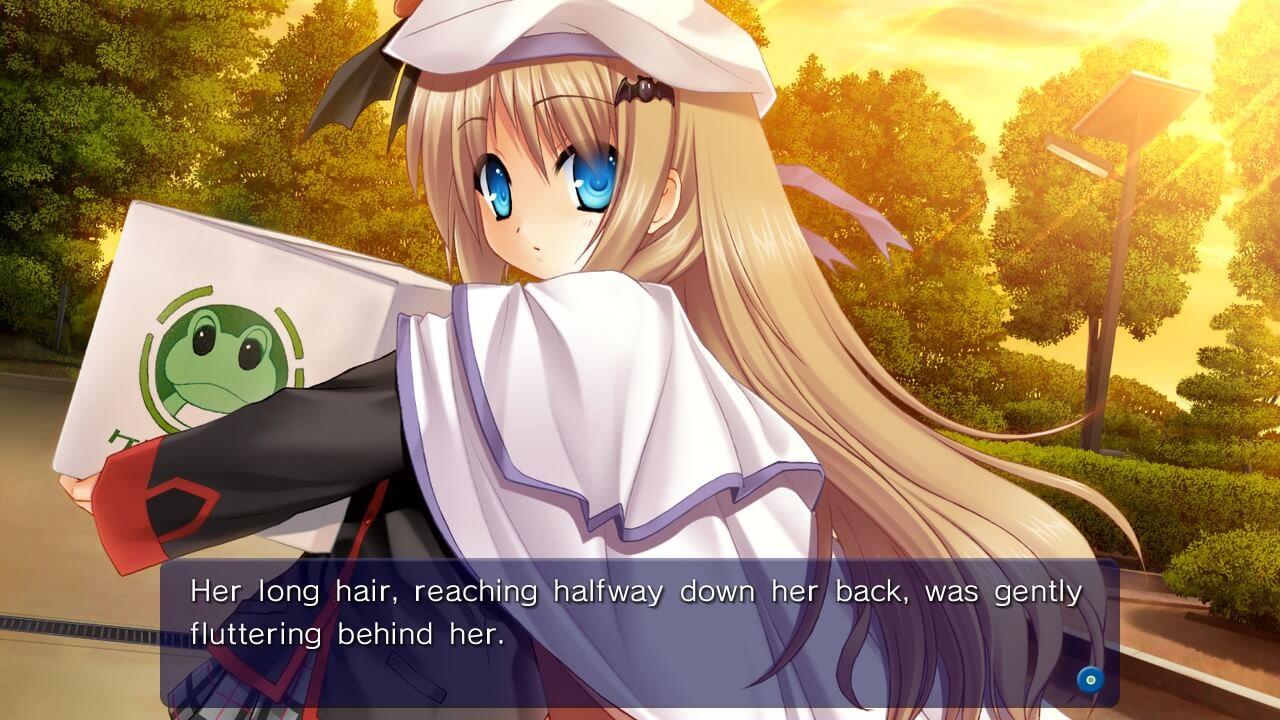 Her long hair, reaching halfway down her back, was gently
fluttering behind her.